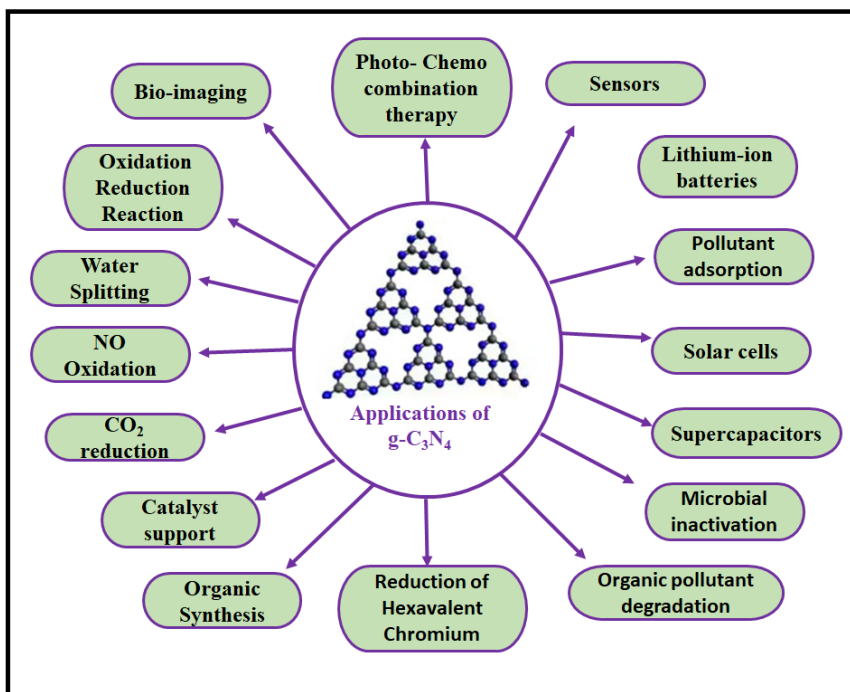 Photo- Chemo
combination
therapy
Sensors
Lithium-ion
batteries
Pollutant
adsorption
Solar cells
Supercapacitors
Microbial
inactivation
Organic pollutant
degradation
Reduction of
Hexavalent
Chromium
Organic
Synthesis
Catalyst
support
CO₂
reduction
NO
Oxidation
Water
Splitting
Oxidation
Reduction
Reaction
Bio-imaging
Applications of
g-C₃N₄